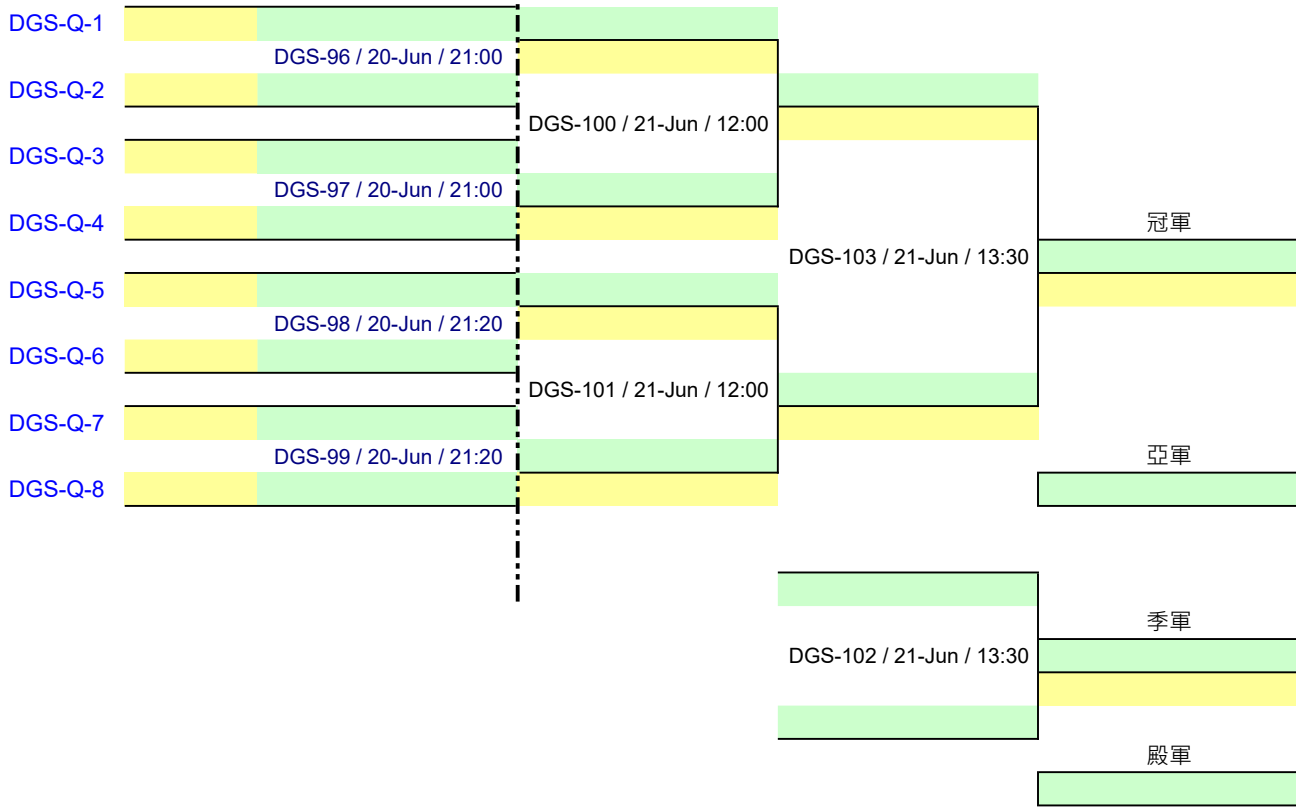 DGS-Q-1
DGS-96 / 20-Jun / 21:00
DGS-Q-2
DGS-100 / 21-Jun / 12:00
DGS-Q-3
DGS-97 / 20-Jun / 21:00
DGS-Q-4
冠軍
DGS-103 / 21-Jun / 13:30
DGS-Q-5
DGS-98 / 20-Jun / 21:20
DGS-Q-6
DGS-101 / 21-Jun / 12:00
DGS-Q-7
DGS-99 / 20-Jun / 21:20
亞軍
DGS-Q-8
季軍
DGS-102 / 21-Jun / 13:30
殿軍